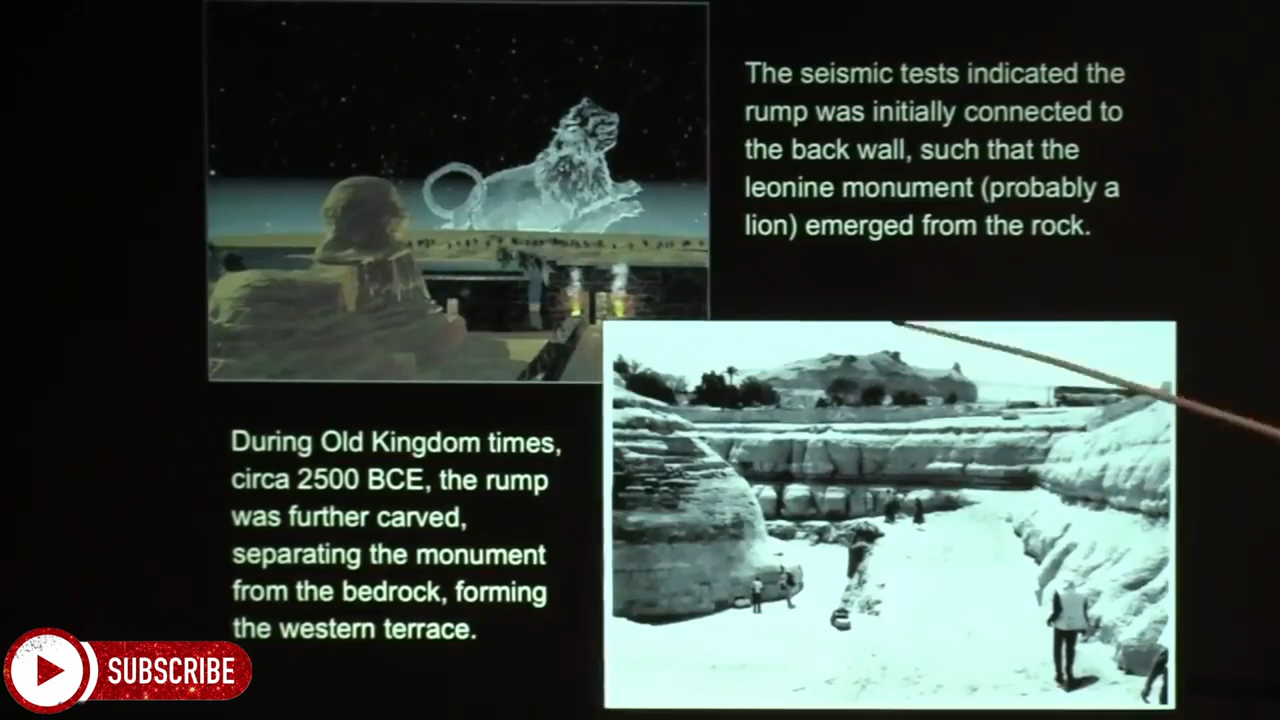 The seismic tests indicated the
rump was initially connected to
the back wall, such that the
leonine monument (probably a
lion) emerged from the rock.
During Old Kingdom times,
circa 2500 BCE, the rump
was further carved,
separating the monument
from the bedrock, forming
the western terrace.
SUBSCRIBE